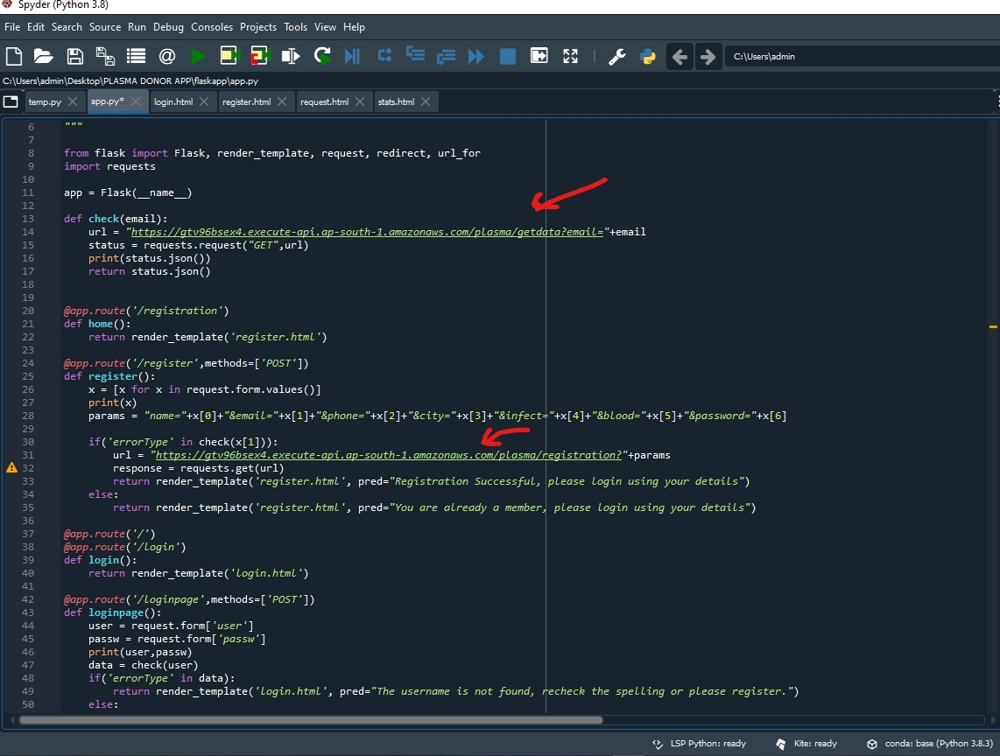 Spyder (Python 3.8)
File Edit Search Source Run Debug Consoles Projects Tools View Help
C:\Users\admin
C:\Users\admin\Desktop\PLASMA DONOR APP\flaskapp\app.py
temp.py app.py* login.html register.html request.html stats.html
6 """
7
8 from flask import Flask, render_template, request, redirect, url_for
9 import requests
10
11 app = Flask(__name__)
12
13 def check(email):
14 url = "https://gtv96bsex4.execute-api.ap-south-1.amazonaws.com/plasma/getdata?email="+email
15 status = requests.request("GET",url)
16 print(status.json())
17 return status.json()
18
19
20 @app.route('/registration')
21 def home():
22 return render_template('register.html')
23
24 @app.route('/register',methods=['POST'])
25 def register():
26 x = [x for x in request.form.values()]
27 print(x)
28 params = "name="+x[0]+"&email="+x[1]+"&phone="+x[2]+"&city="+x[3]+"&infect="+x[4]+"&blood="+x[5]+"&password="+x[6]
29
30 if('errorType' in check(x[1])):
31 url = "https://gtv96bsex4.execute-api.ap-south-1.amazonaws.com/plasma/registration?"+params
32 response = requests.get(url)
33 return render_template('register.html', pred="Registration Successful, please login using your details")
34 else:
35 return render_template('register.html', pred="You are already a member, please login using your details")
36
37 @app.route('/')
38 @app.route('/login')
39 def login():
40 return render_template('login.html')
41
42 @app.route('/loginpage',methods=['POST'])
43 def loginpage():
44 user = request.form['user']
45 passw = request.form['passw']
46 print(user,passw)
47 data = check(user)
48 if('errorType' in data):
49 return render_template('login.html', pred="The username is not found, recheck the spelling or please register.")
50 else:
LSP Python: ready Kite: ready conda: base (Python 3.8.3)